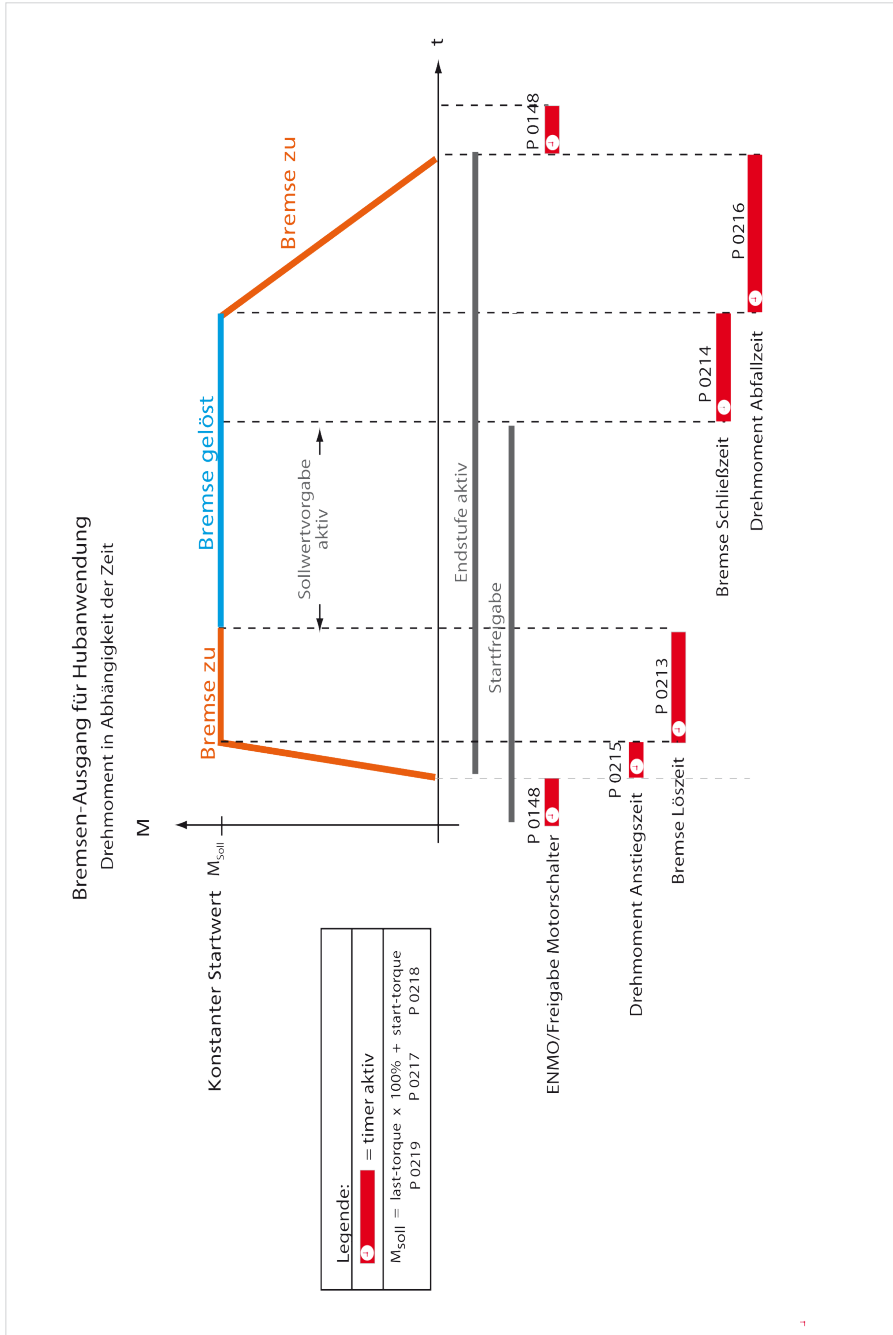 Bremsen-Ausgang für Hubanwendung
Drehmoment in Abhängigkeit der Zeit
M
Konstanter Startwert MSoll
Bremse zu
Bremse gelöst
Bremse zu
Sollwertvorgabe
aktiv
t
Endstufe aktiv
Startfreigabe
P 0148
P 0148
ENMO/Freigabe Motorschalter
P 0215
Drehmoment Anstiegszeit
P 0213
Bremse Löszeit
P 0214
Bremse Schließzeit
P 0216
Drehmoment Abfallzeit
Legende:
= timer aktiv
Msoll = last-torque x 100% + start-torque
P 0219 P 0217 P 0218